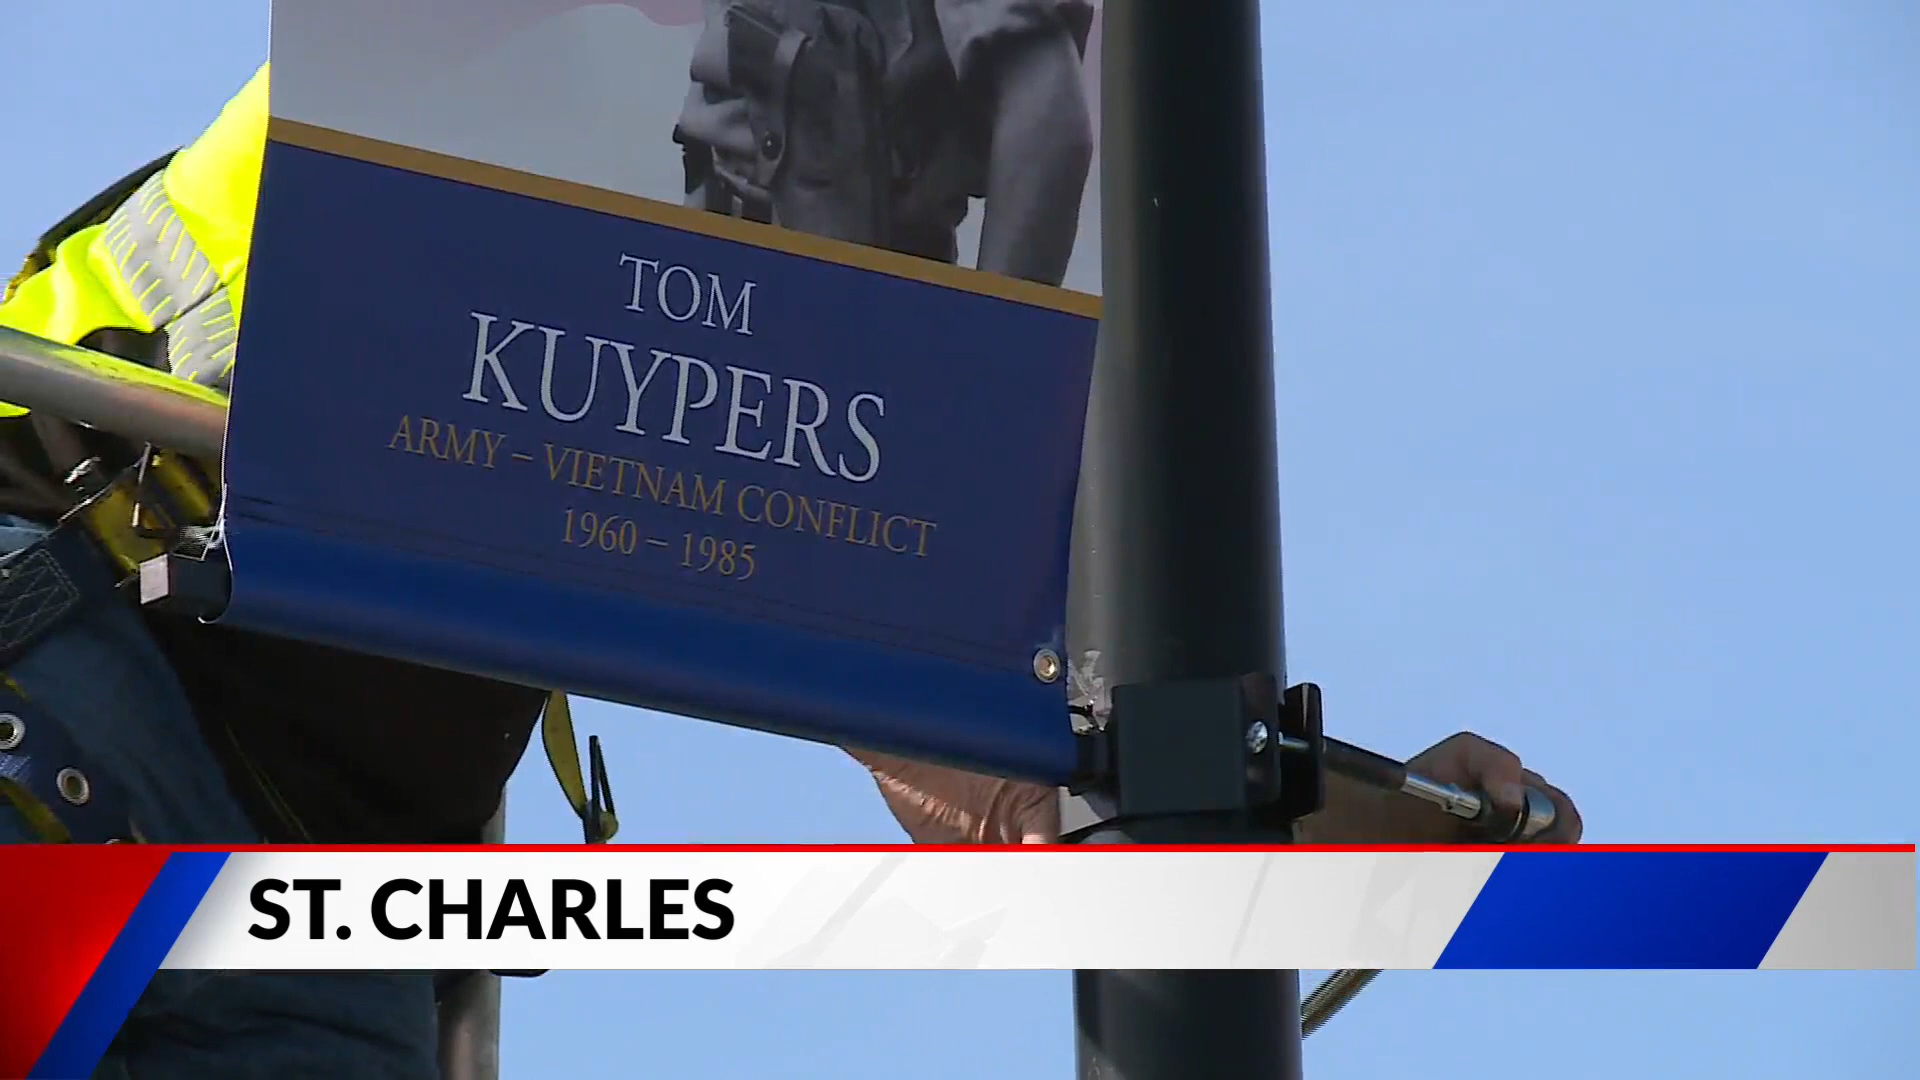 TOM
KUYPERS
ARMY – VIETNAM CONFLICT
1960 – 1985
ST. CHARLES